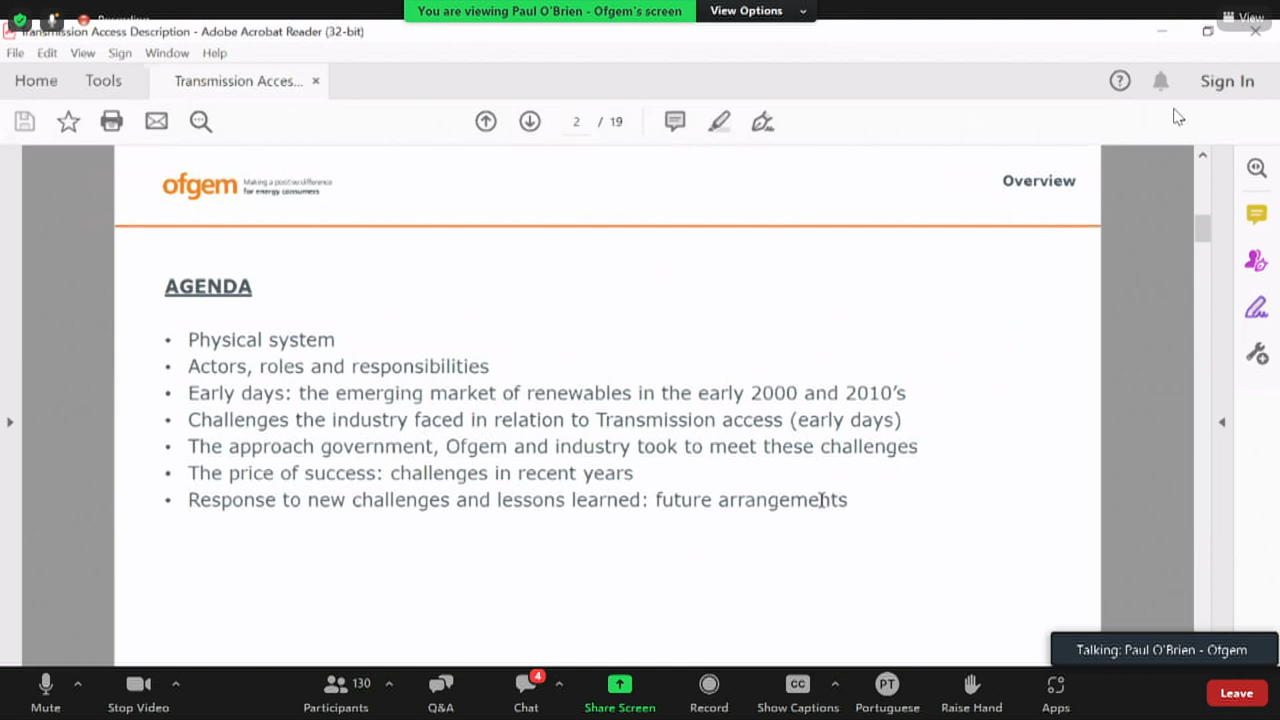 You are viewing Paul O'Brien - Ofgem's screen
View Options
Recording
View
Transmission Access Description - Adobe Acrobat Reader (32-bit)
File Edit View Sign Window Help
Home Tools Transmission Acces... ×
Sign In
2 / 19
ofgem Making a positive difference
for energy consumers
Overview
AGENDA
• Physical system
• Actors, roles and responsibilities
• Early days: the emerging market of renewables in the early 2000 and 2010's
• Challenges the industry faced in relation to Transmission access (early days)
• The approach government, Ofgem and industry took to meet these challenges
• The price of success: challenges in recent years
• Response to new challenges and lessons learned: future arrangements
Talking: Paul O'Brien - Ofgem
130
4
CC
PT
Mute Stop Video Participants Q&A Chat Share Screen Record Show Captions Portuguese Raise Hand Apps Leave